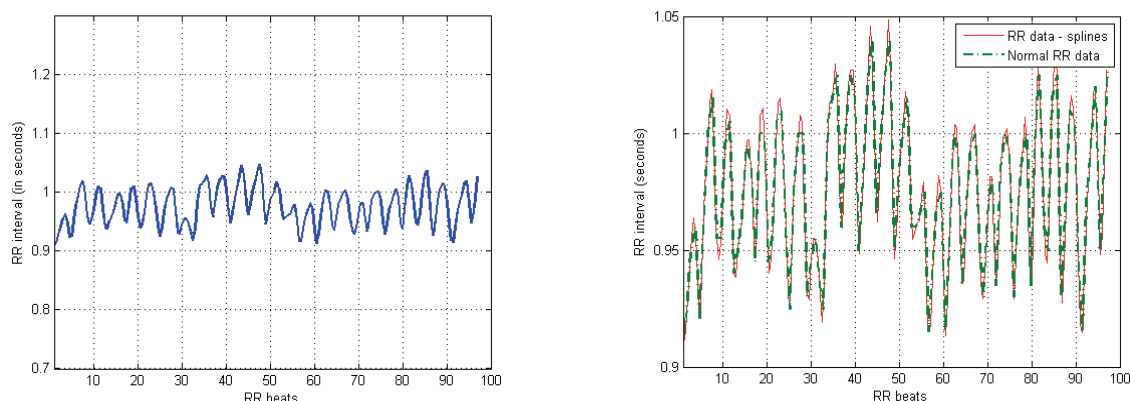 1.2
1.1
1
0.9
0.8
0.7
RR interval (in seconds)
10 20 30 40 50 60 70 80 90 100
RR beats
1.05
1
0.95
0.9
RR interval (seconds)
RR data - splines
Normal RR data
10 20 30 40 50 60 70 80 90 100
RR beats